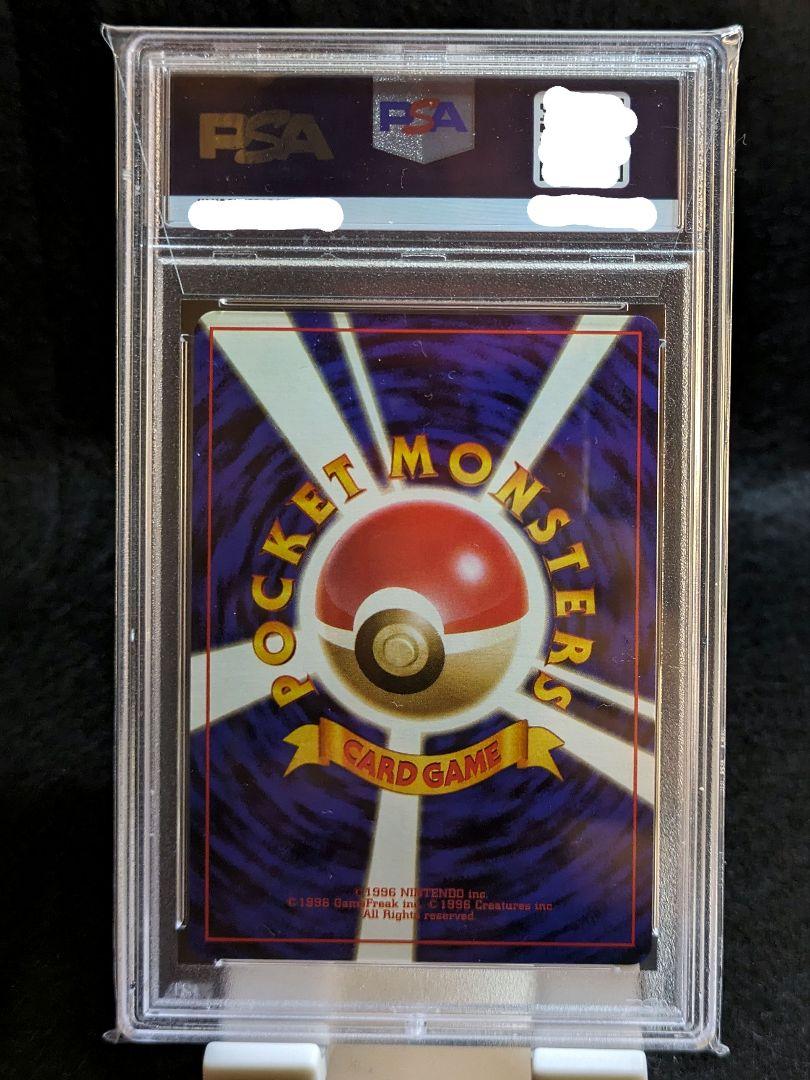 PSA
PSA
POCKET MONSTERS
CARD GAME
©1996 NINTENDO inc.
©1996 GameFreak inc. ©1996 Creatures inc
All Rights reserved.